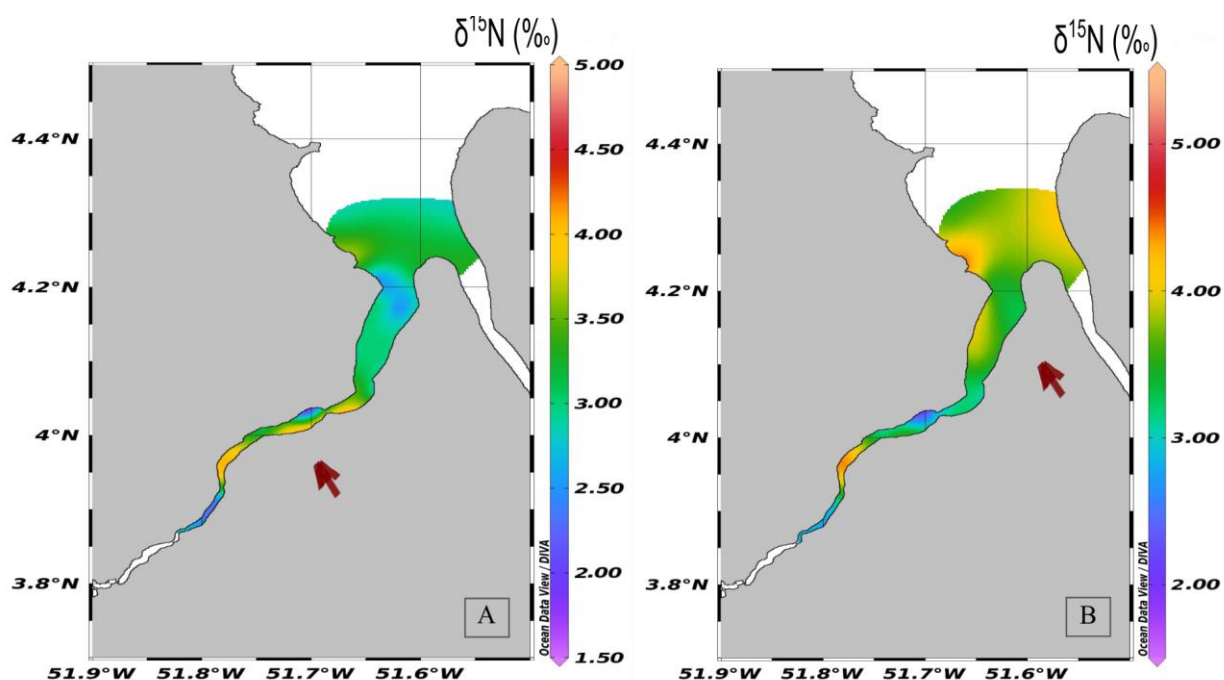 δ¹⁵N (‰)
5.00
4.50
4.00
3.50
3.00
2.50
2.00
1.50
4.4°N
4.2°N
4°N
3.8°N
51.9°W 51.8°W 51.7°W 51.6°W
Ocean Data View / DIVA
A
δ¹⁵N (‰)
5.00
4.00
3.00
2.00
4.4°N
4.2°N
4°N
3.8°N
51.9°W 51.8°W 51.7°W 51.6°W
Ocean Data View / DIVA
B